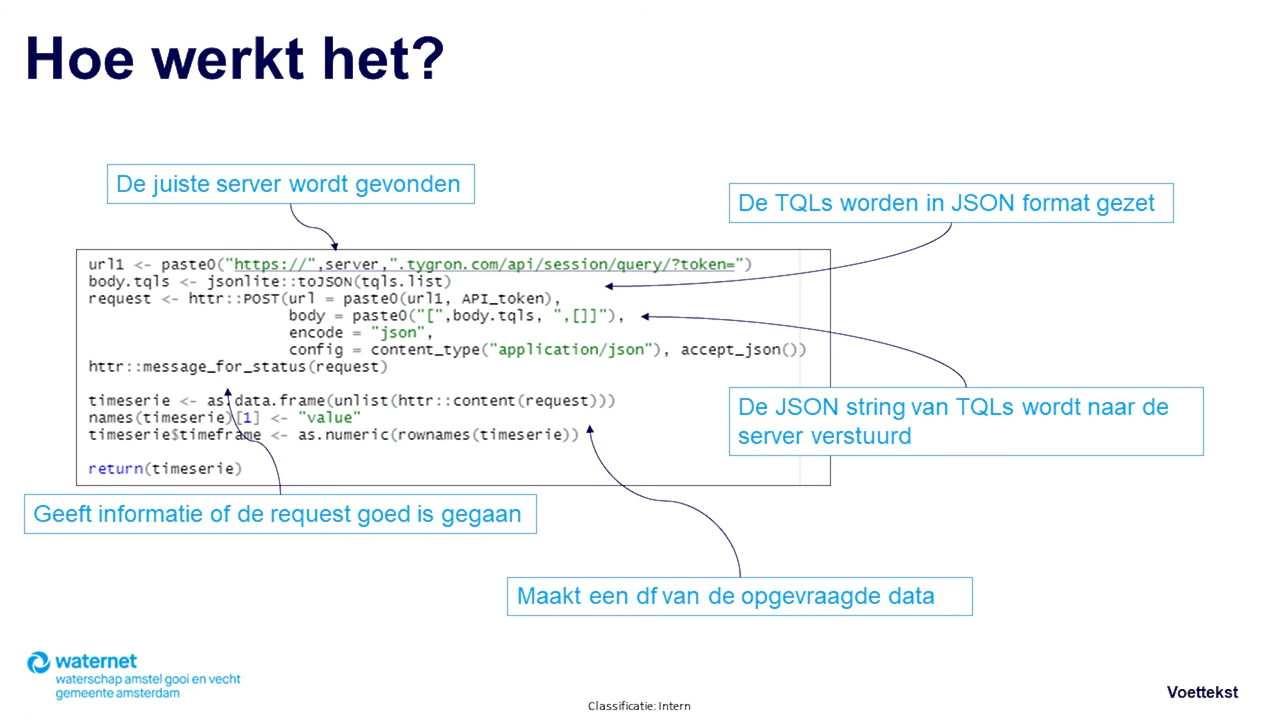 Hoe werkt het?
De juiste server wordt gevonden
De TQLs worden in JSON format gezet
url1 <- paste0("https://",server,".tygron.com/api/session/query/?token=")
body.tqls <- jsonlite::toJSON(tqls.list)
request <- httr::POST(url = paste0(url1, API_token),
body = paste0("[",body.tqls, ",[]]"),
encode = "json",
config = content_type("application/json"), accept_json())
httr::message_for_status(request)
timeserie <- as.data.frame(unlist(httr::content(request)))
names(timeserie)[1] <- "value"
timeserie$timeframe <- as.numeric(rownames(timeserie))
return(timeserie)
De JSON string van TQLs wordt naar de
server verstuurd
Geeft informatie of de request goed is gegaan
Maakt een df van de opgevraagde data
waternet
waterschap amstel gooi en vecht
gemeente amsterdam
Voettekst
Classificatie: Intern